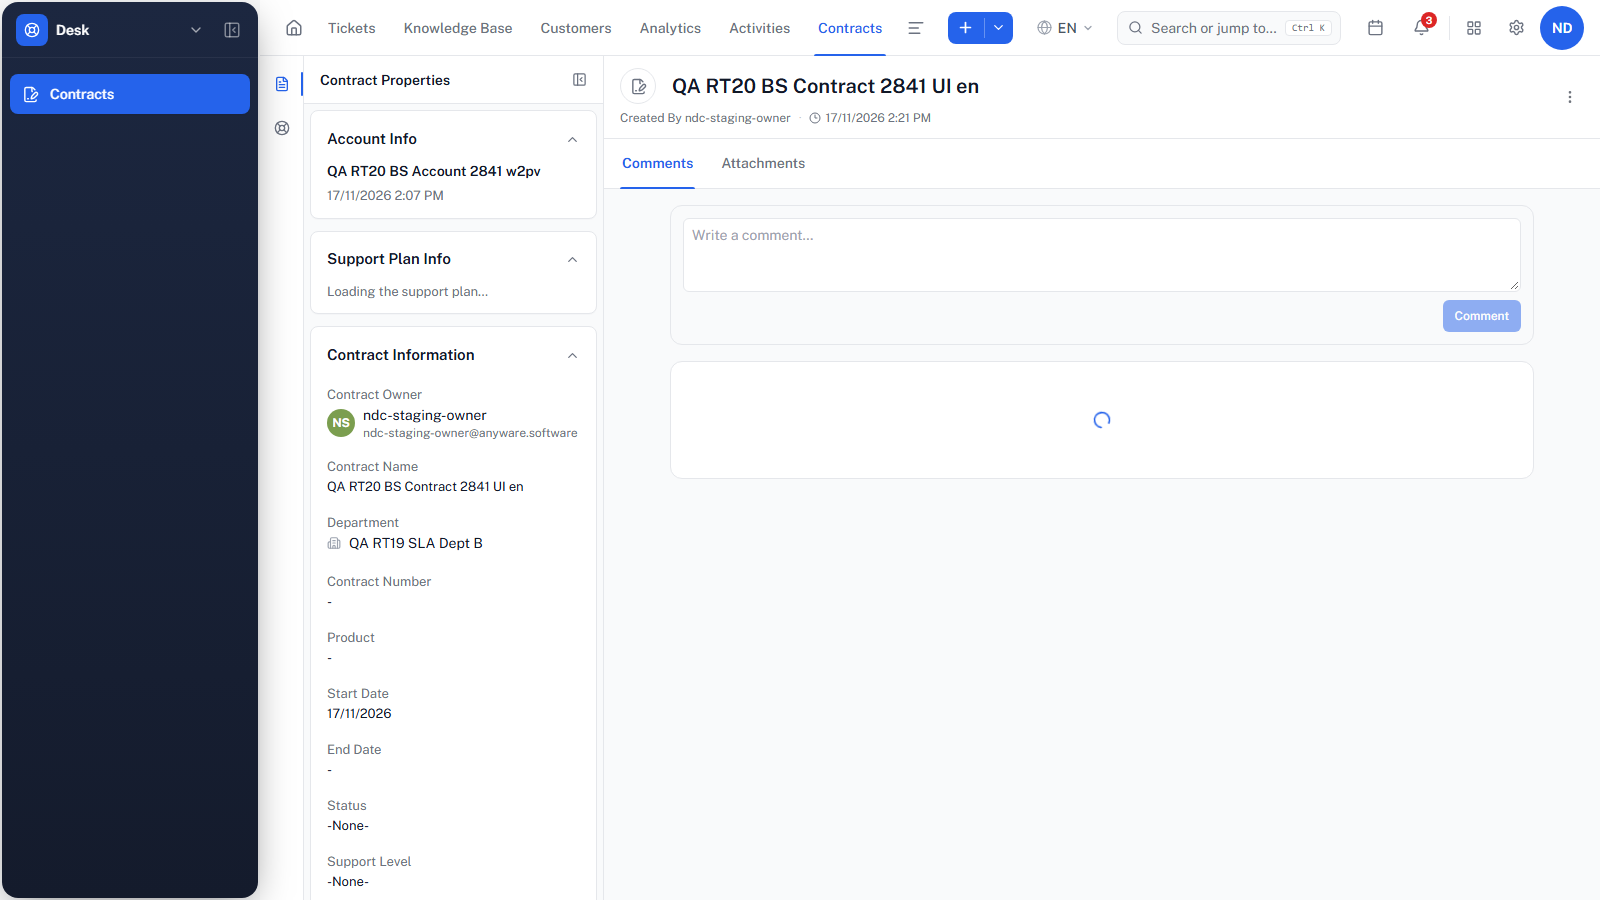 Desk
Contracts
Tickets
Knowledge Base
Customers
Analytics
Activities
Contracts
EN
Search or jump to...
Ctrl K
3
ND
Contract Properties
Account Info
QA RT20 BS Account 2841 w2pv
17/11/2026 2:07 PM
Support Plan Info
Loading the support plan...
Contract Information
Contract Owner
NS
ndc-staging-owner
ndc-staging-owner@anyware.software
Contract Name
QA RT20 BS Contract 2841 UI en
Department
QA RT19 SLA Dept B
Contract Number
-
Product
-
Start Date
17/11/2026
End Date
-
Status
-None-
Support Level
-None-
QA RT20 BS Contract 2841 UI en
Created By ndc-staging-owner · 17/11/2026 2:21 PM
Comments
Attachments
Write a comment...
Comment